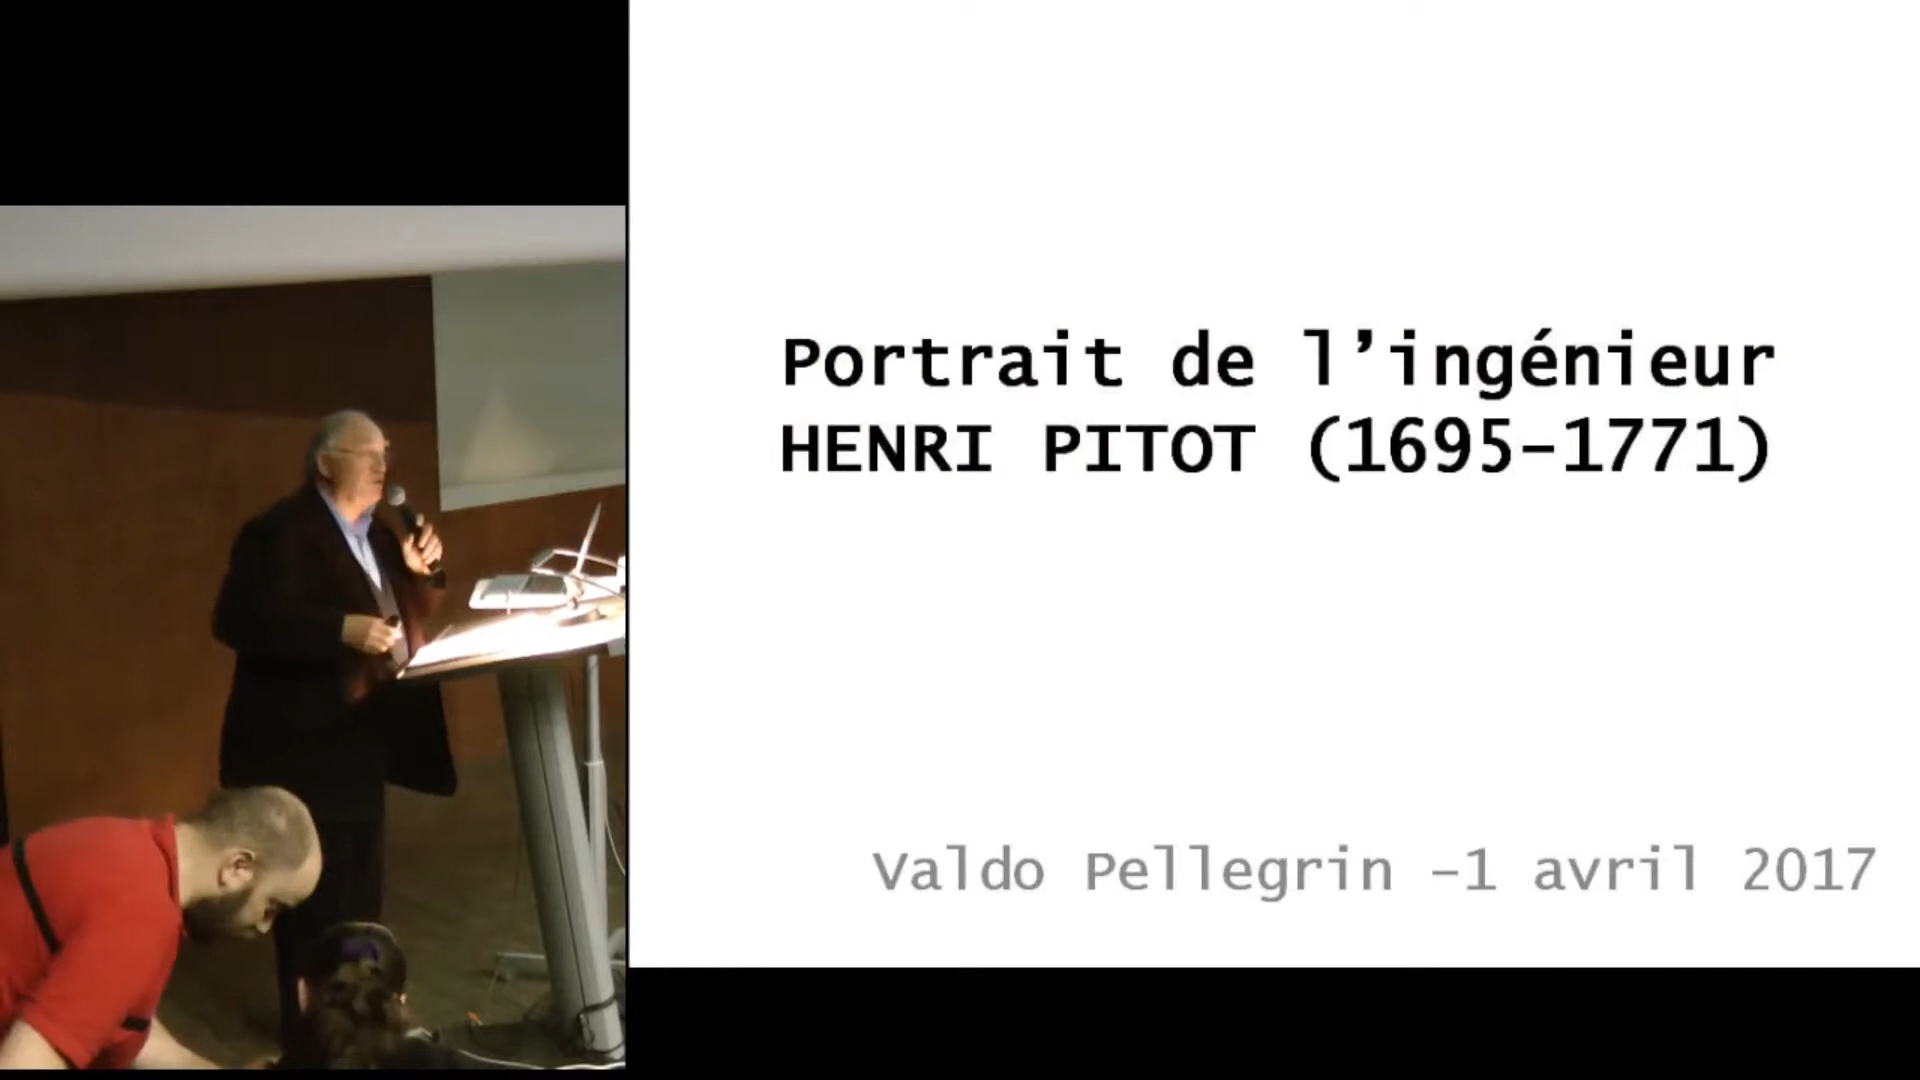 Portrait de l’ingénieur
HENRI PITOT (1695-1771)
Valdo Pellegrin -1 avril 2017